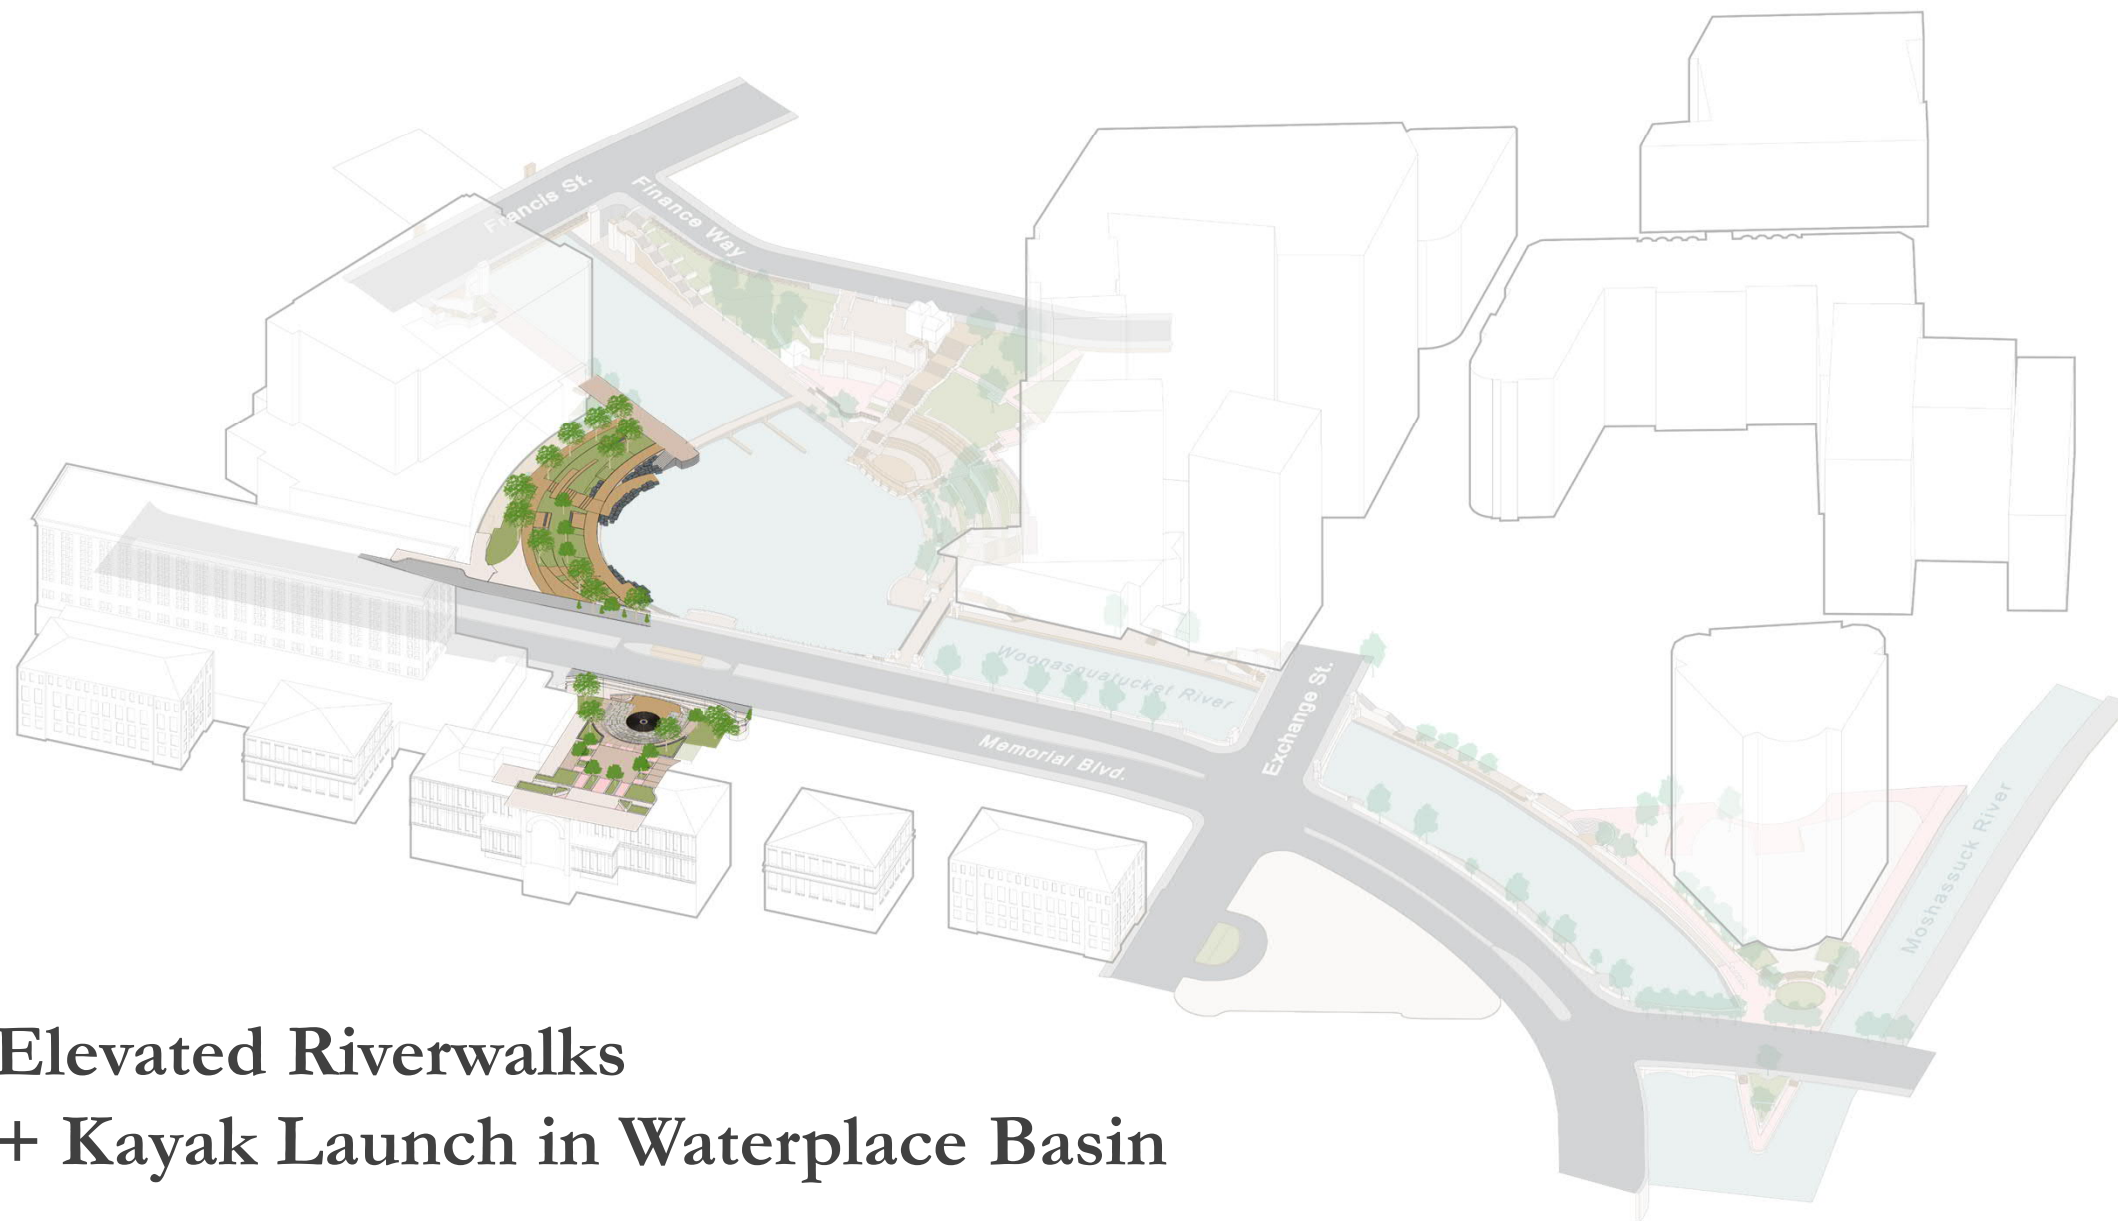 Francis St.
Finance Way
Woonasquatucket River
Exchange St.
Memorial Blvd.
Moshassuck River
Elevated Riverwalks
+ Kayak Launch in Waterplace Basin